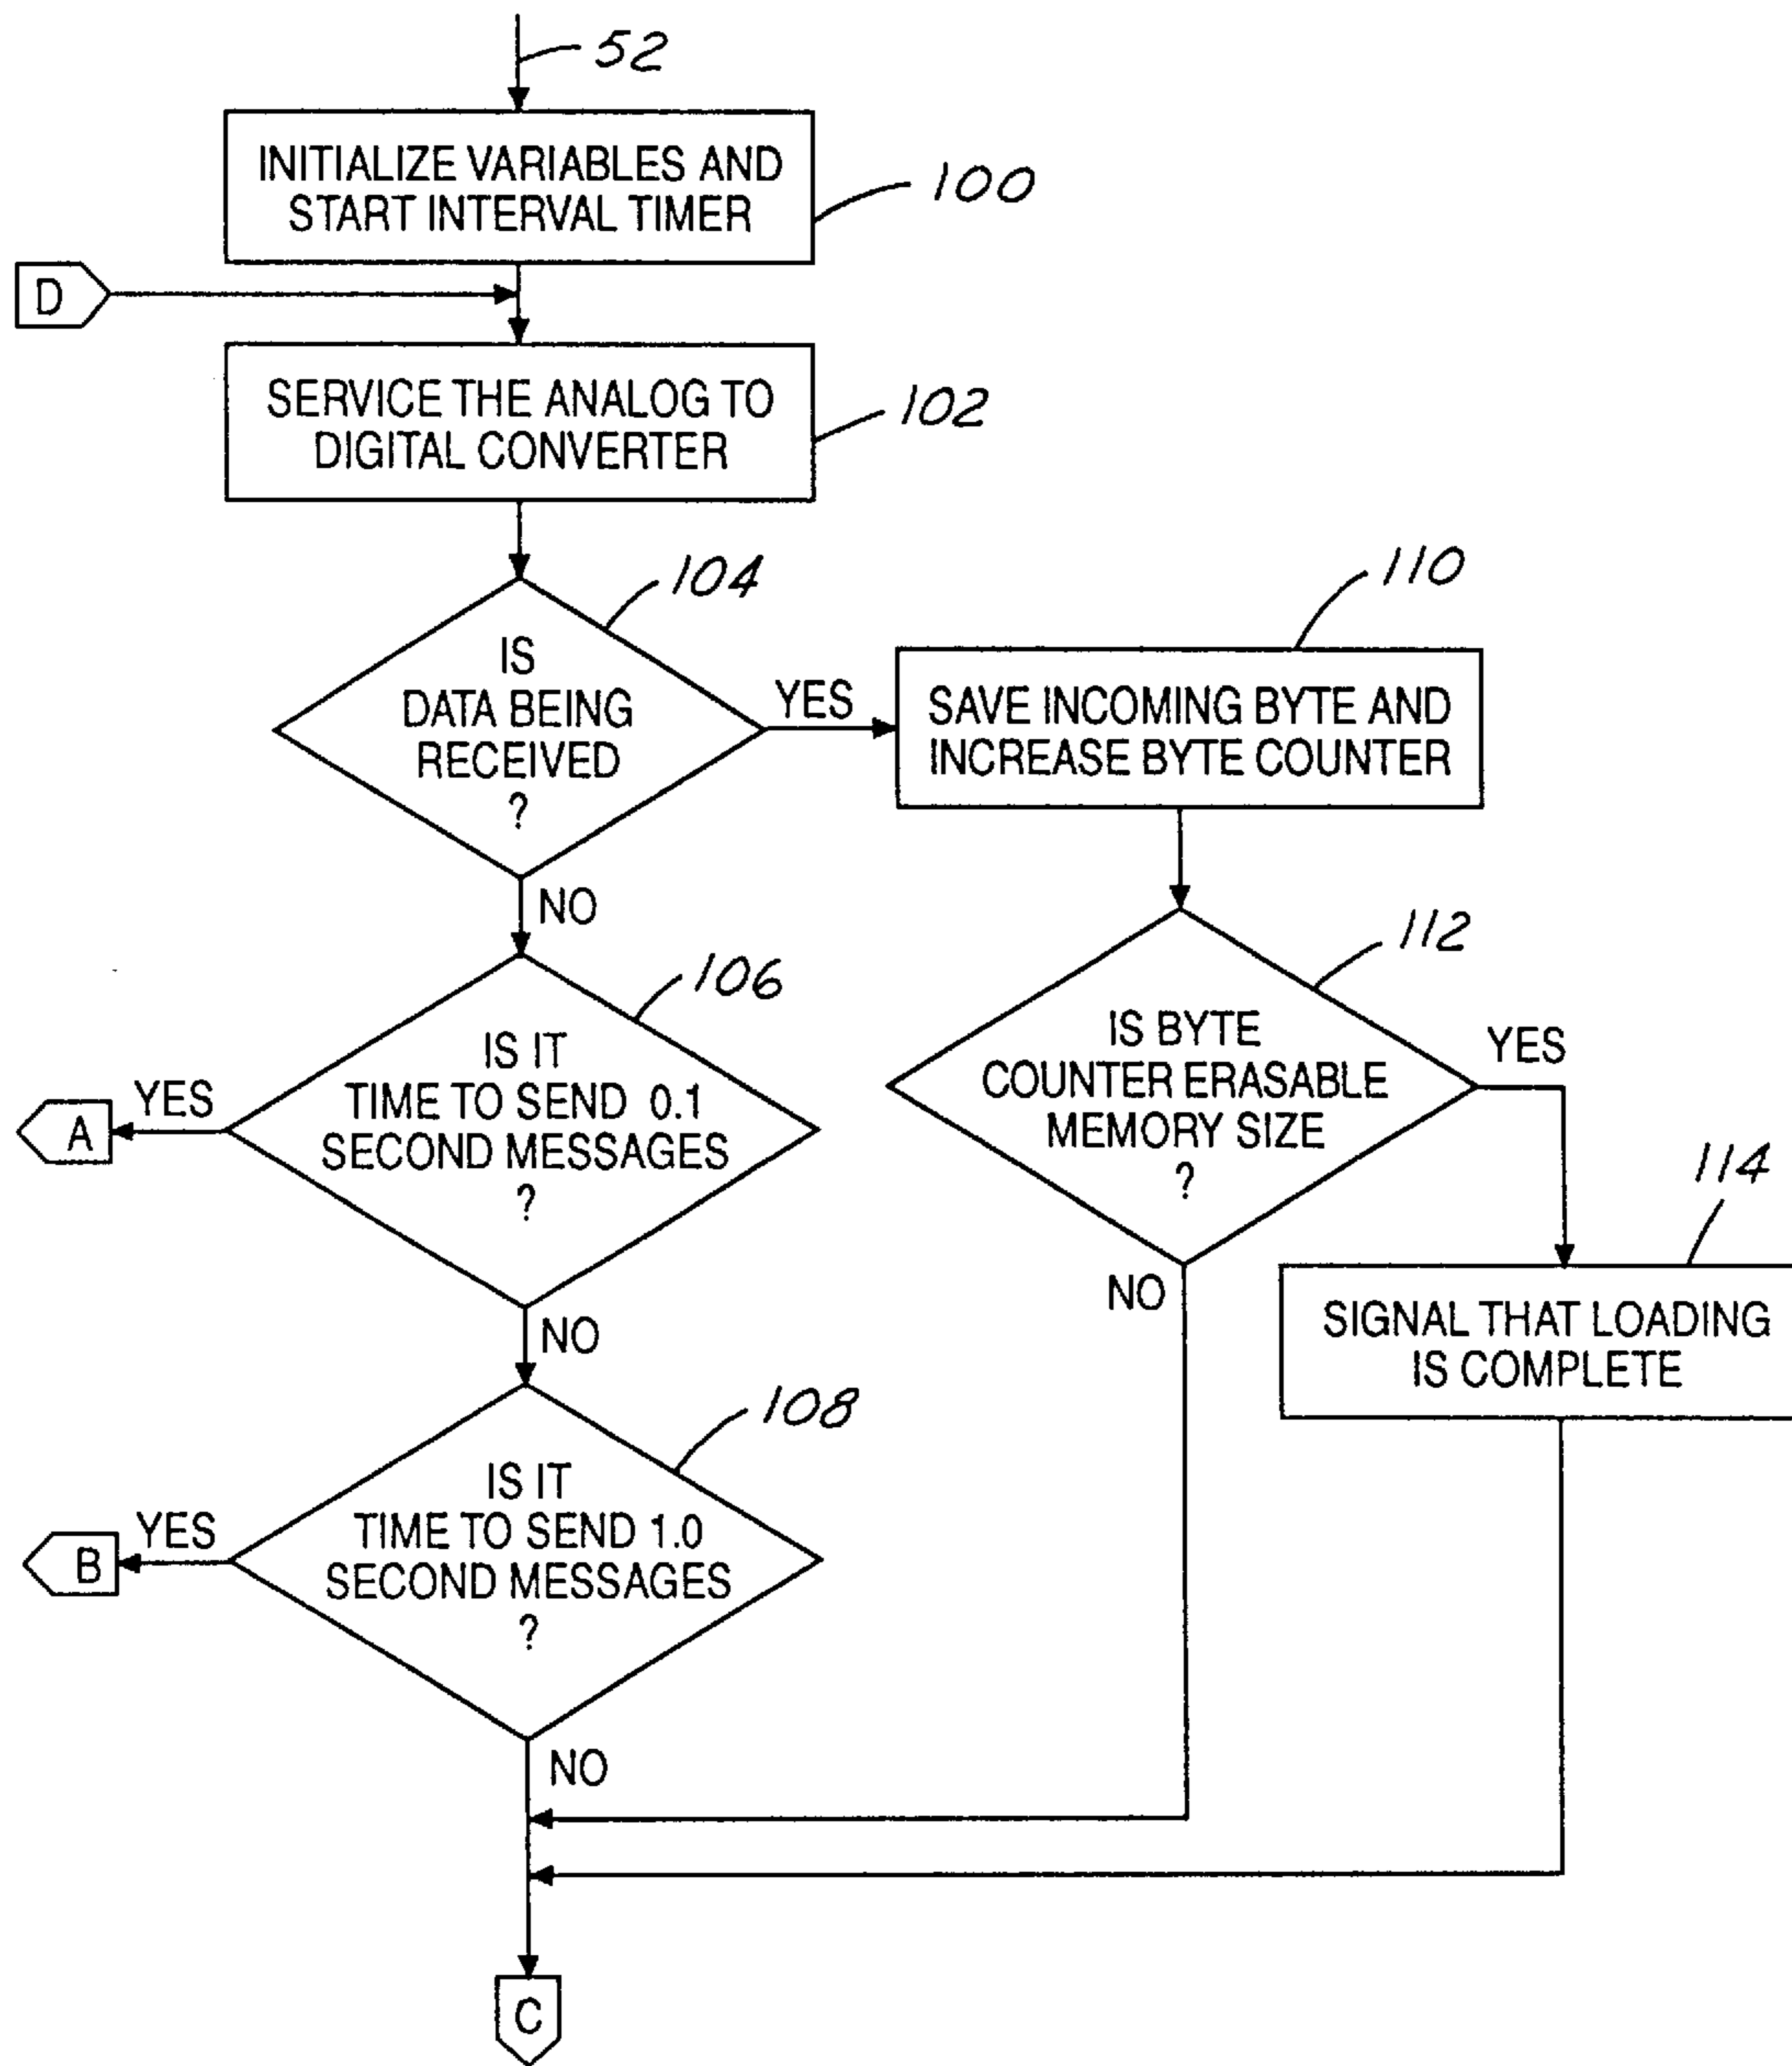 52
INITIALIZE VARIABLES AND
START INTERVAL TIMER
100
D
SERVICE THE ANALOG TO
DIGITAL CONVERTER
102
104
IS
DATA BEING
RECEIVED
?
YES
NO
110
SAVE INCOMING BYTE AND
INCREASE BYTE COUNTER
106
IS IT
TIME TO SEND 0.1
SECOND MESSAGES
?
YES
A
NO
112
IS BYTE
COUNTER ERASABLE
MEMORY SIZE
?
YES
NO
114
SIGNAL THAT LOADING
IS COMPLETE
108
IS IT
TIME TO SEND 1.0
SECOND MESSAGES
?
YES
B
NO
C